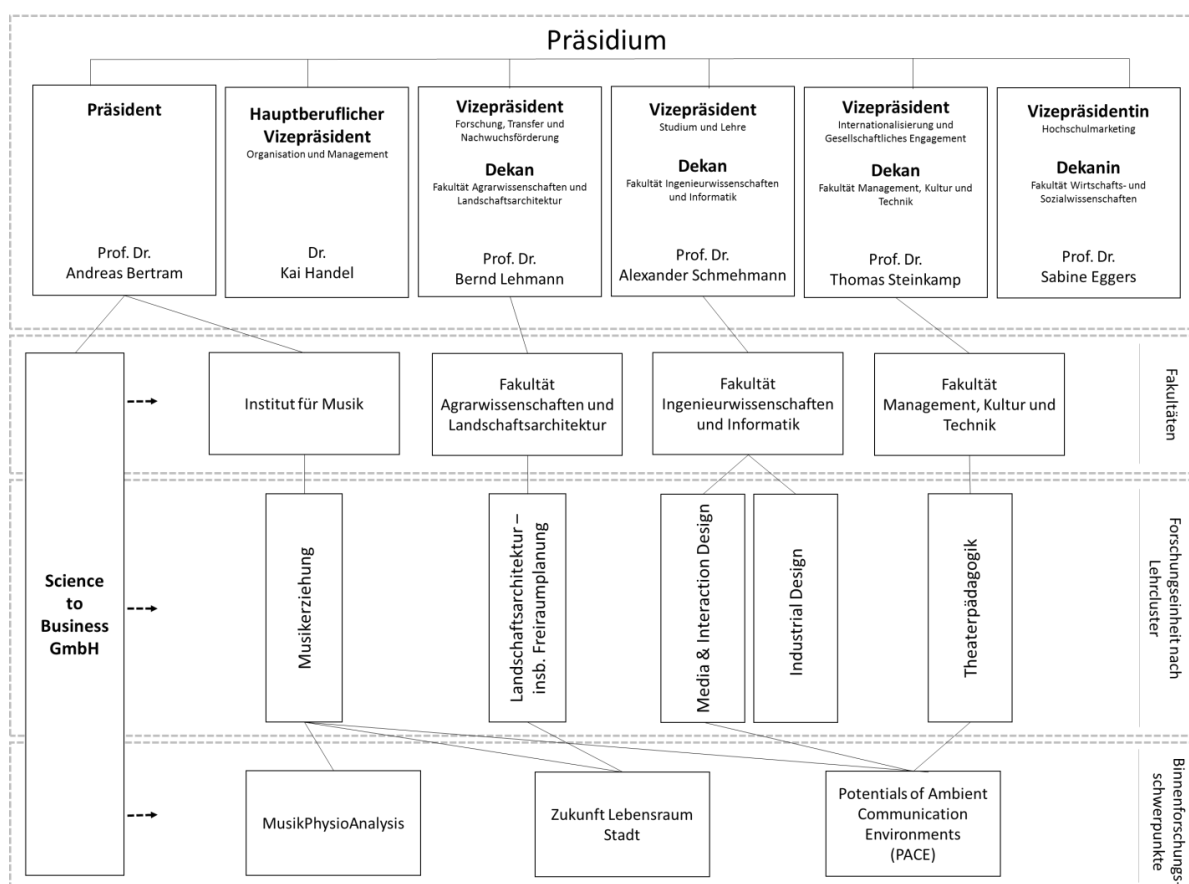 Präsidium
Präsident
Prof. Dr.
Andreas Bertram
Hauptberuflicher
Vizepräsident
Organisation und Management
Dr.
Kai Handel
Vizepräsident
Forschung, Transfer und
Nachwuchsförderung
Dekan
Fakultät Agrarwissenschaften und
Landschaftsarchitektur
Prof. Dr.
Bernd Lehmann
Vizepräsident
Studium und Lehre
Dekan
Fakultät Ingenieurwissenschaften
und Informatik
Prof. Dr.
Alexander Schmehmann
Vizepräsident
Internationalisierung und
Gesellschaftliches Engagement
Dekan
Fakultät Management, Kultur und
Technik
Prof. Dr.
Thomas Steinkamp
Vizepräsidentin
Hochschulmarketing
Dekanin
Fakultät Wirtschafts- und
Sozialwissenschaften
Prof. Dr.
Sabine Eggers
Science
to
Business
GmbH
Institut für Musik
Fakultät
Agrarwissenschaften und
Landschaftsarchitektur
Fakultät
Ingenieurwissenschaften
und Informatik
Fakultät
Management, Kultur und
Technik
Fakultäten
Musikerziehung
Landschaftsarchitektur –
insb. Freiraumplanung
Media & Interaction Design
Industrial Design
Theaterpädagogik
Forschungseinheit nach
Lehrcluster
MusikPhysioAnalysis
Zukunft Lebensraum
Stadt
Potentials of Ambient
Communication
Environments
(PACE)
Binnenforschungs-
schwerpunkte